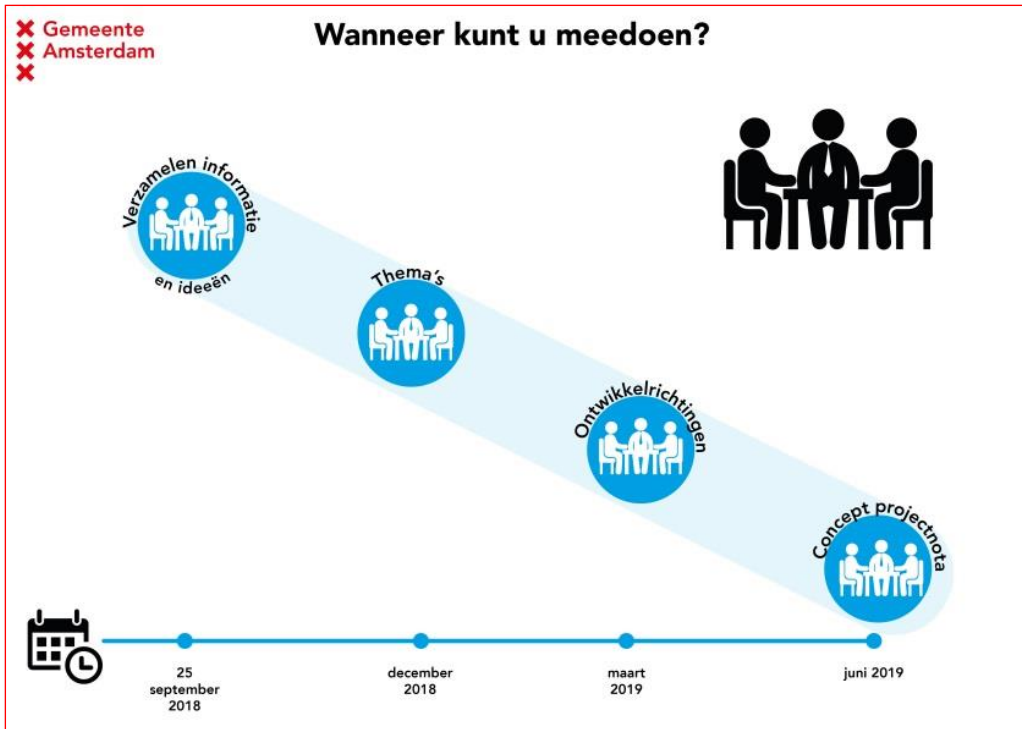 Gemeente
Amsterdam
Wanneer kunt u meedoen?
Verzamelen informatie
en ideeën
Thema's
Ontwikkelrichtingen
Concept projectnota
25
september
2018
december
2018
maart
2019
juni 2019